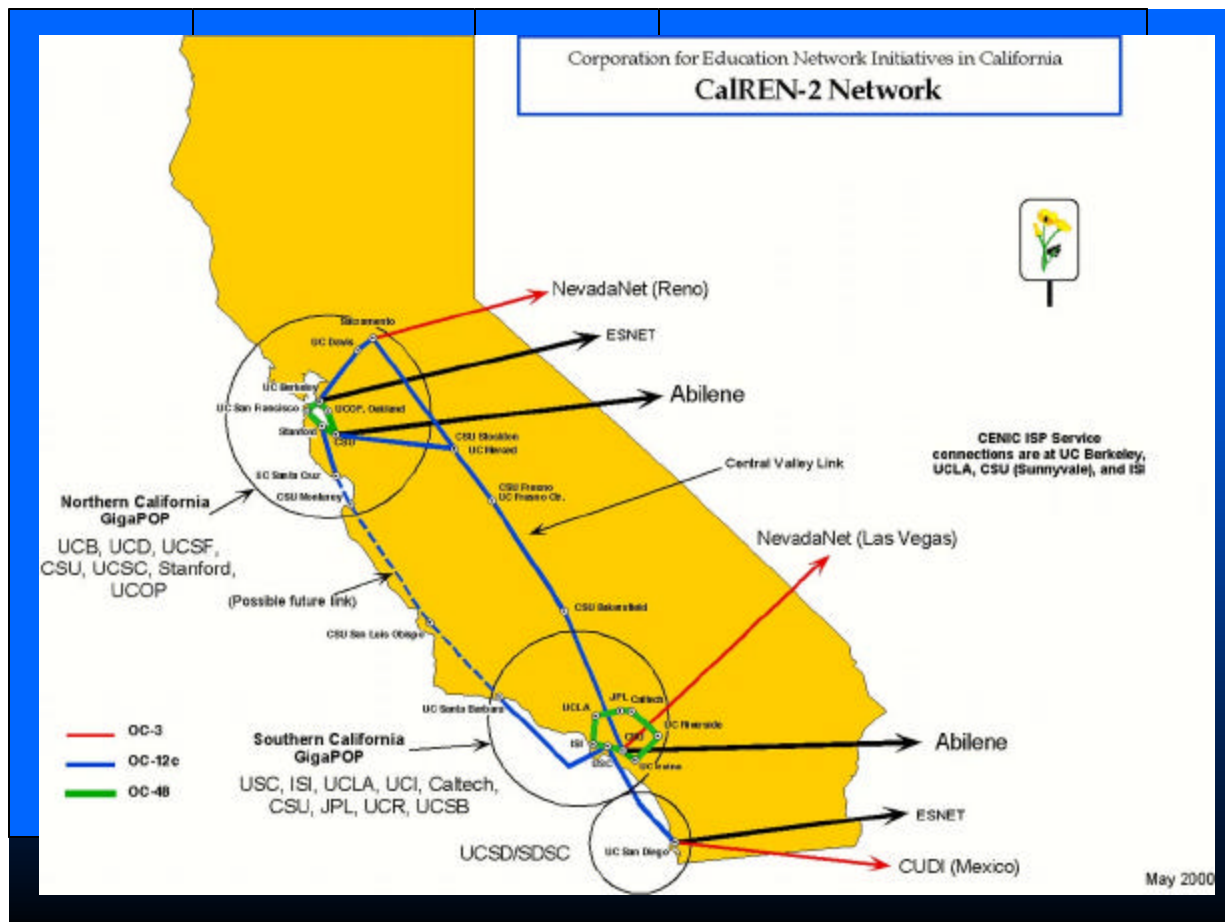 Corporation for Education Network Initiatives in California
CalREN-2 Network
NevadaNet (Reno)
Sacramento
UC Davis
ESNET
UC Berkeley
Abilene
UC San Francisco
UCOP, Oakland
Stanford
CSU
CSU Stockton
UC Merced
CENIC ISP Service
connections are at UC Berkeley,
UCLA, CSU (Sunnyvale), and ISI
Central Valley Link
UC Santa Cruz
CSU Monterey
CSU Fresno
UC Fresno Ctr.
Northern California
GigaPOP
UCB, UCD, UCSF,
CSU, UCSC, Stanford,
UCOP
NevadaNet (Las Vegas)
(Possible future link)
CSU Bakersfield
CSU San Luis Obispo
JPL
Caltech
UC Santa Barbara
UCLA
UC Riverside
OC-3
OC-12c
OC-48
Southern California
GigaPOP
USC, ISI, UCLA, UCI, Caltech,
CSU, JPL, UCR, UCSB
ISI
CSU
USC
UC Irvine
Abilene
ESNET
UCSD/SDSC
UC San Diego
CUDI (Mexico)
May 2000